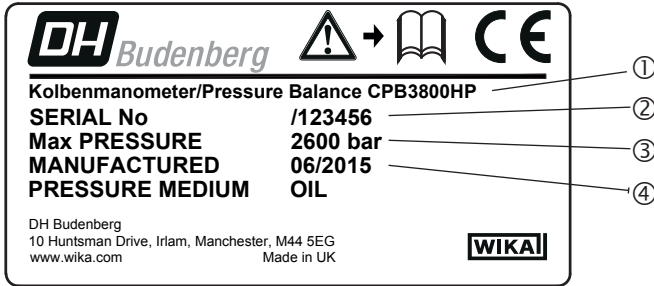 DH Budenberg CE
Kolbenmanometer/Pressure Balance CPB3800HP ①
SERIAL No /123456 ②
Max PRESSURE 2600 bar ③
MANUFACTURED 06/2015 ④
PRESSURE MEDIUM OIL
DH Budenberg
10 Huntsman Drive, Irlam, Manchester, M44 5EG
www.wika.com Made in UK
WIKA